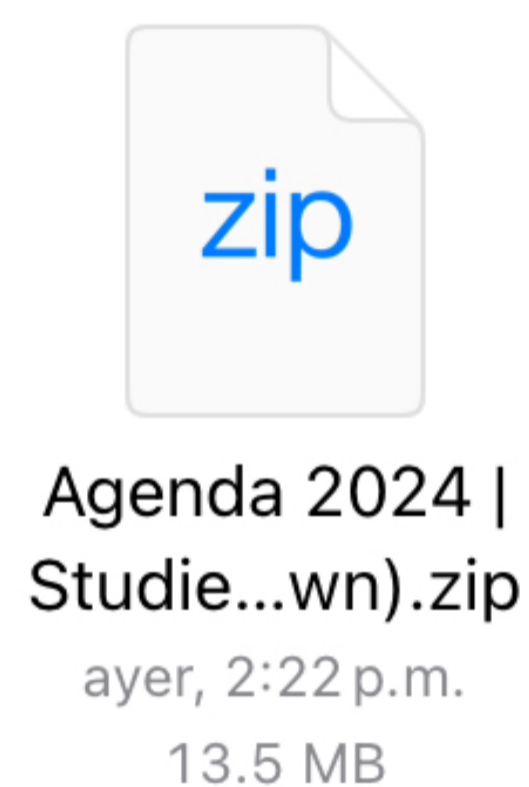 zip
Agenda 2024 |
Studie...wn).zip
ayer, 2:22 p.m.
13.5 MB